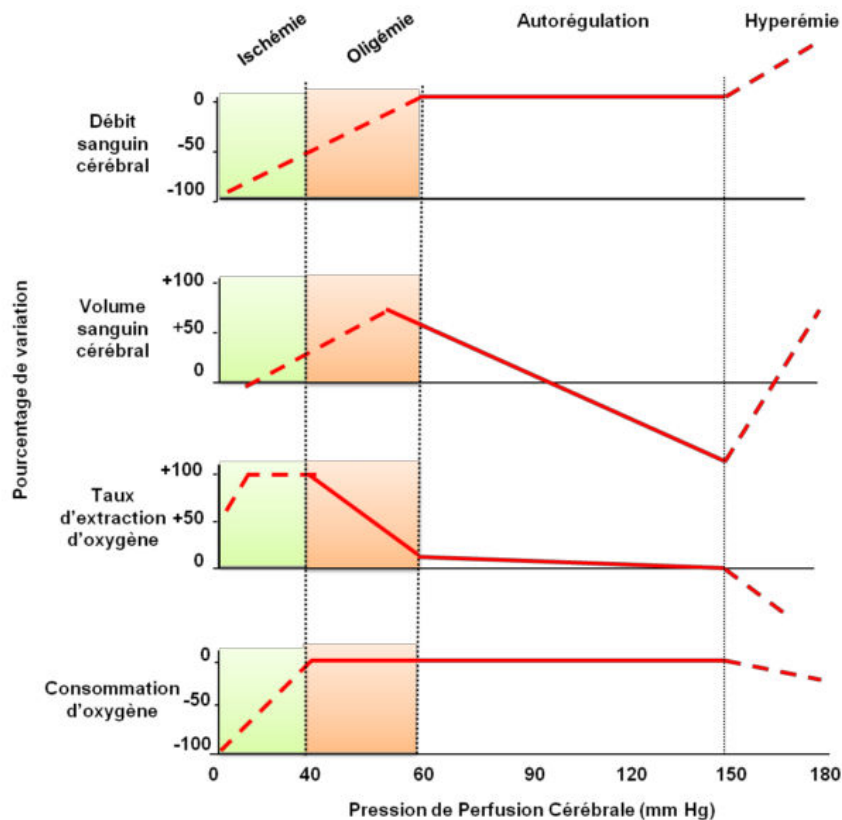 Ischémie
Oligémie
Autorégulation
Hyperémie
Pourcentage de variation
Débit
sanguin
cérébral
0
-50
-100
Volume
sanguin
cérébral
+100
+50
0
Taux
d'extraction
d'oxygène
+100
+50
0
Consommation
d'oxygène
0
-50
-100
0 40 60 90 120 150 180
Pression de Perfusion Cérébrale (mm Hg)